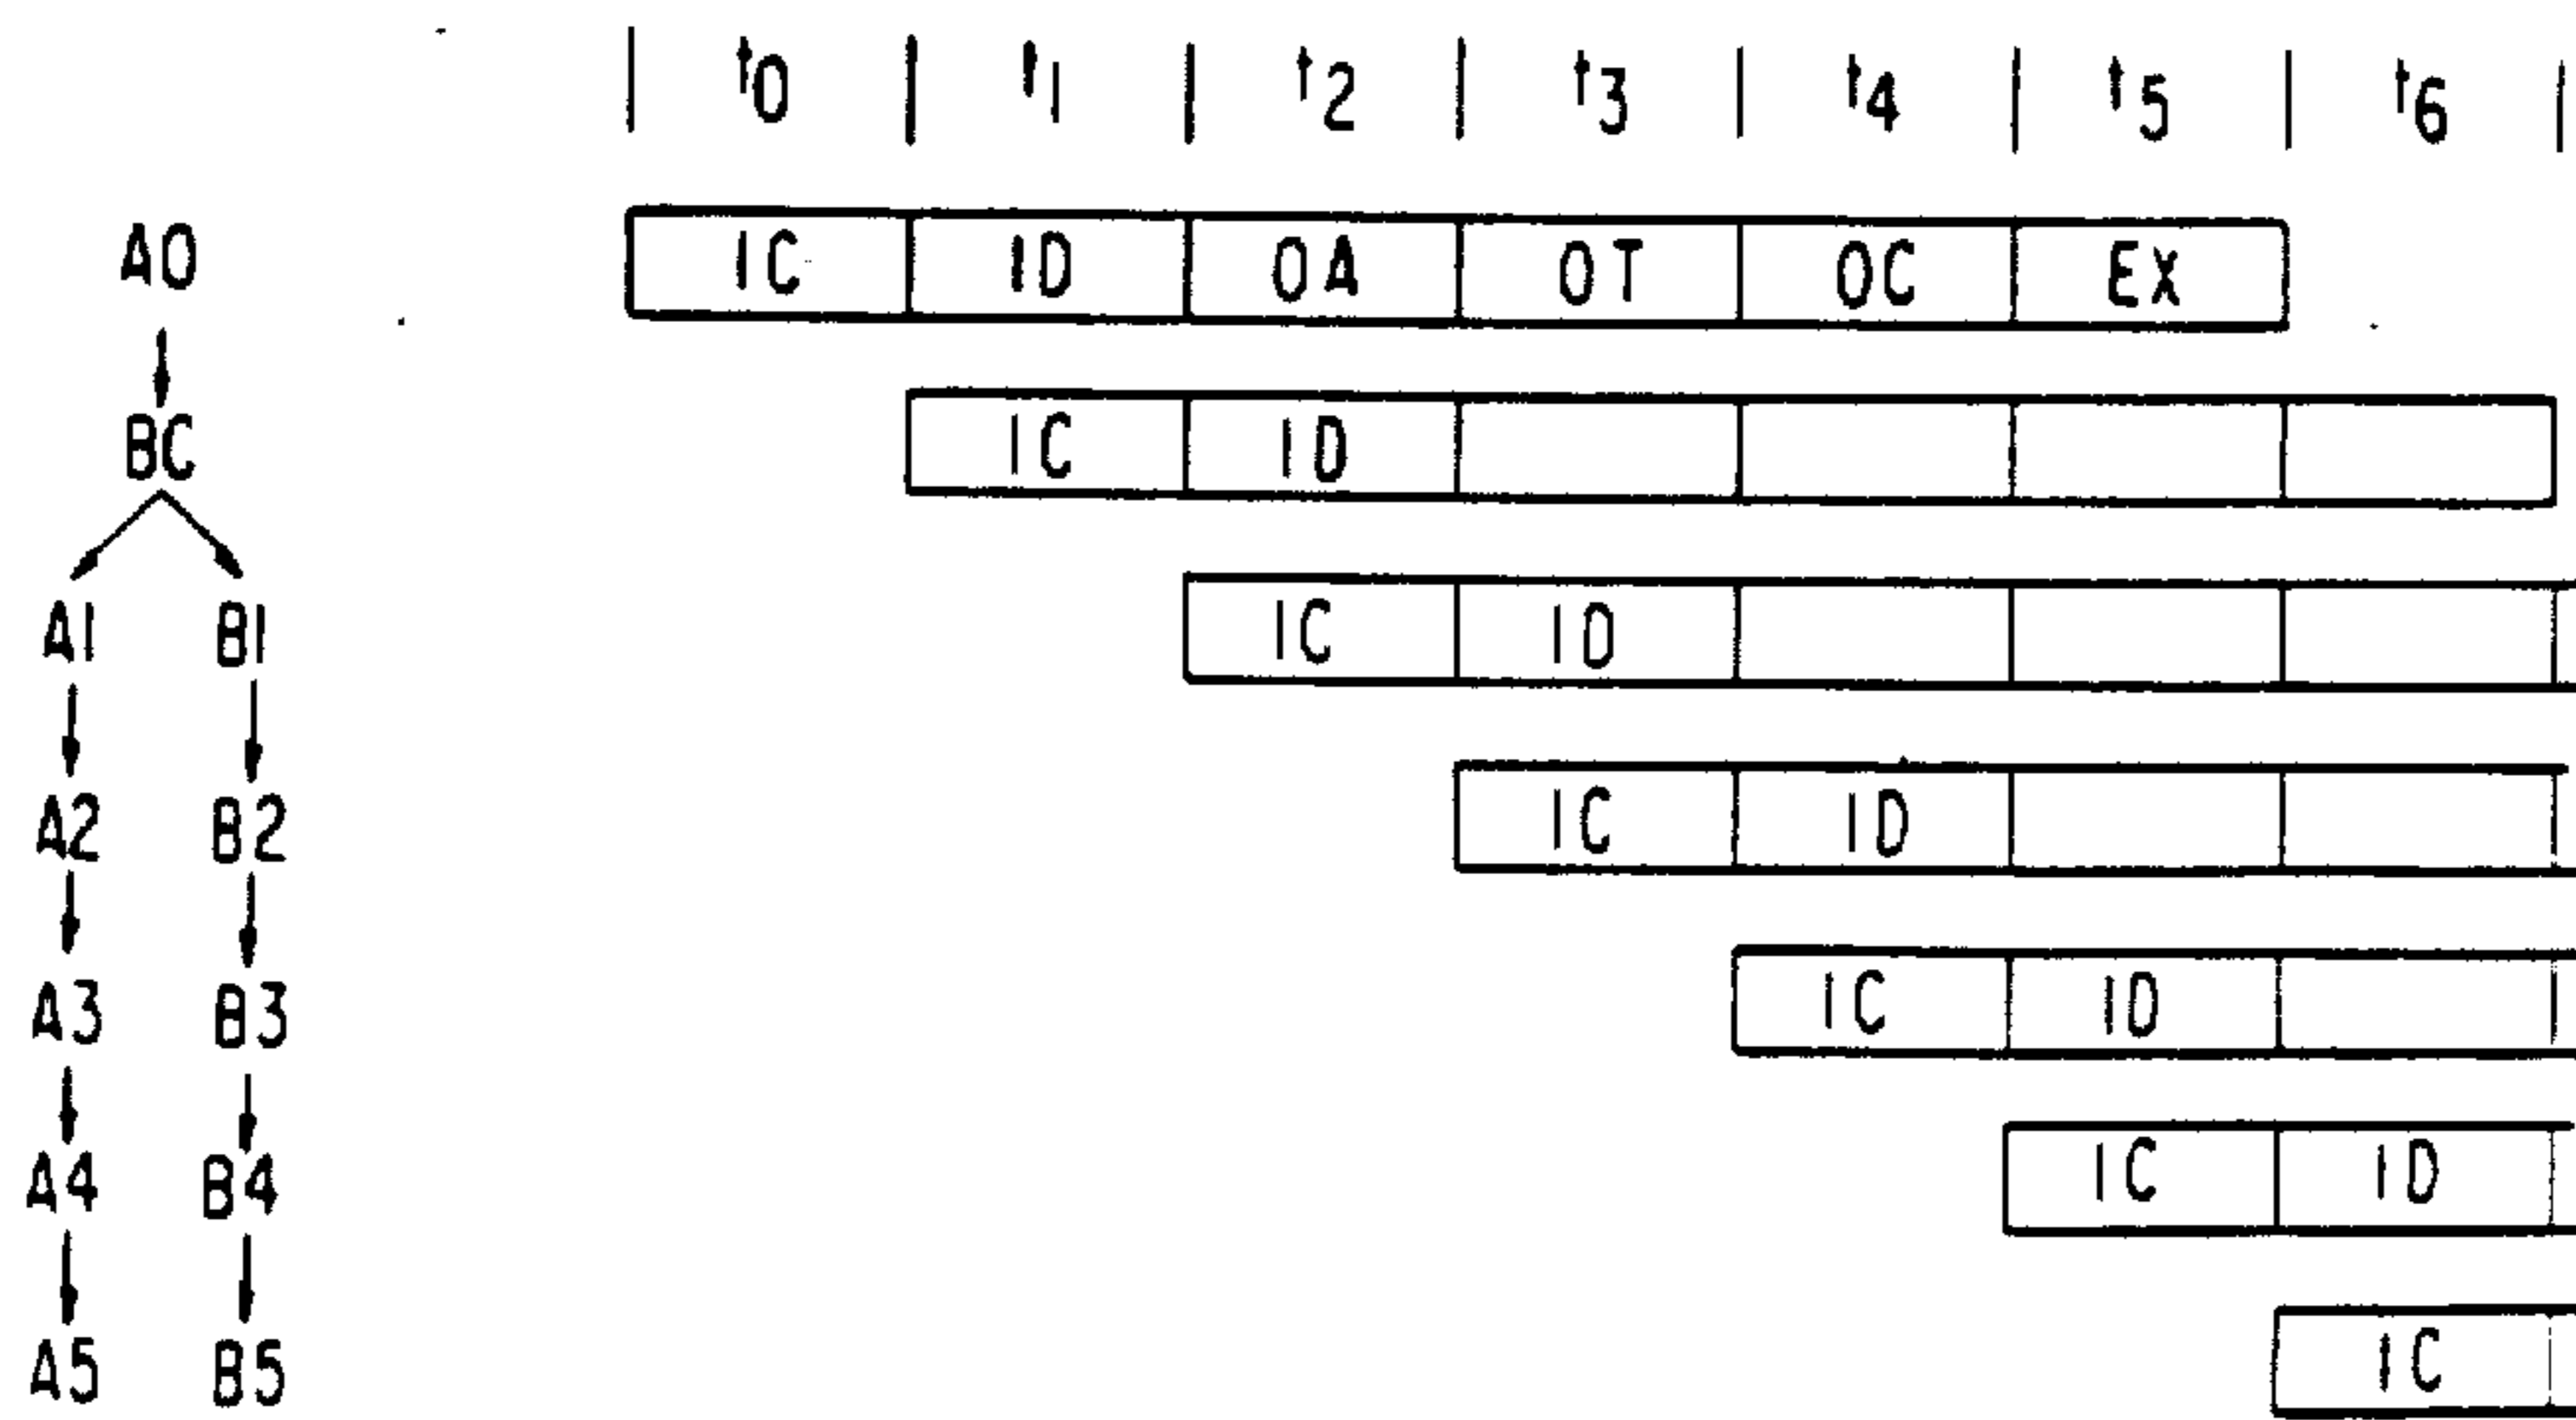 t0 t1 t2 t3 t4 t5 t6
A0 IC ID OA OT OC EX
BC IC ID
A1 B1 IC ID
A2 B2 IC ID
A3 B3 IC ID
A4 B4 IC ID
A5 B5 IC